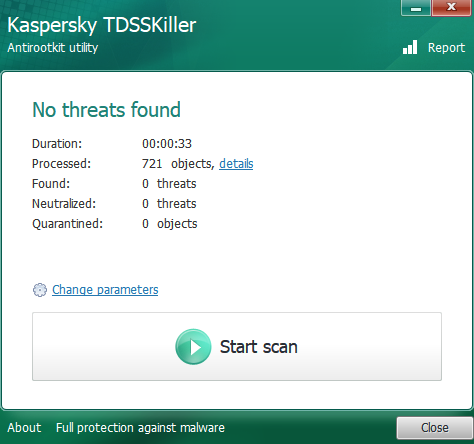 Kaspersky TDSSKiller
Antirootkit utility
Report
No threats found
Duration: 00:00:33
Processed: 721 objects, details
Found: 0 threats
Neutralized: 0 threats
Quarantined: 0 objects
Change parameters
Start scan
About Full protection against malware Close